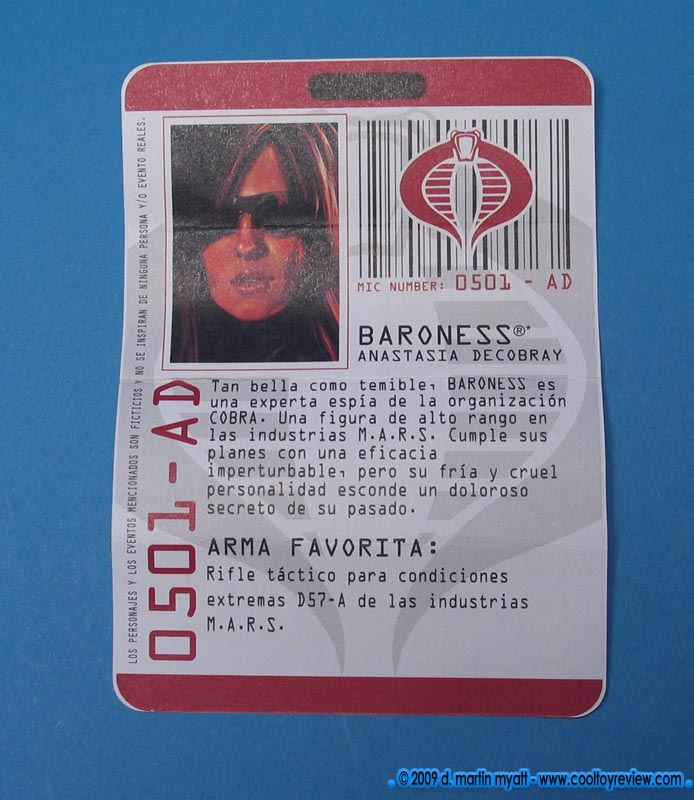 LOS PERSONAJES Y LOS EVENTOS MENCIONADOS SON FICTICIOS Y NO SE INSPIRAN DE NINGUNA PERSONA Y/O EVENTO REALES.
MIC NUMBER: 0501 - AD
BARONESS®*
ANASTASIA DECOBRAY
0501-AD
Tan bella como temible, BARONESS es
una experta espía de la organización
COBRA. Una figura de alto rango en
las industrias M.A.R.S. Cumple sus
planes con una eficacia
imperturbable, pero su fría y cruel
personalidad esconde un doloroso
secreto de su pasado.
ARMA FAVORITA:
Rifle táctico para condiciones
extremas D57-A de las industrias
M.A.R.S.
© 2009 d. martin myatt - www.cooltoyreview.com